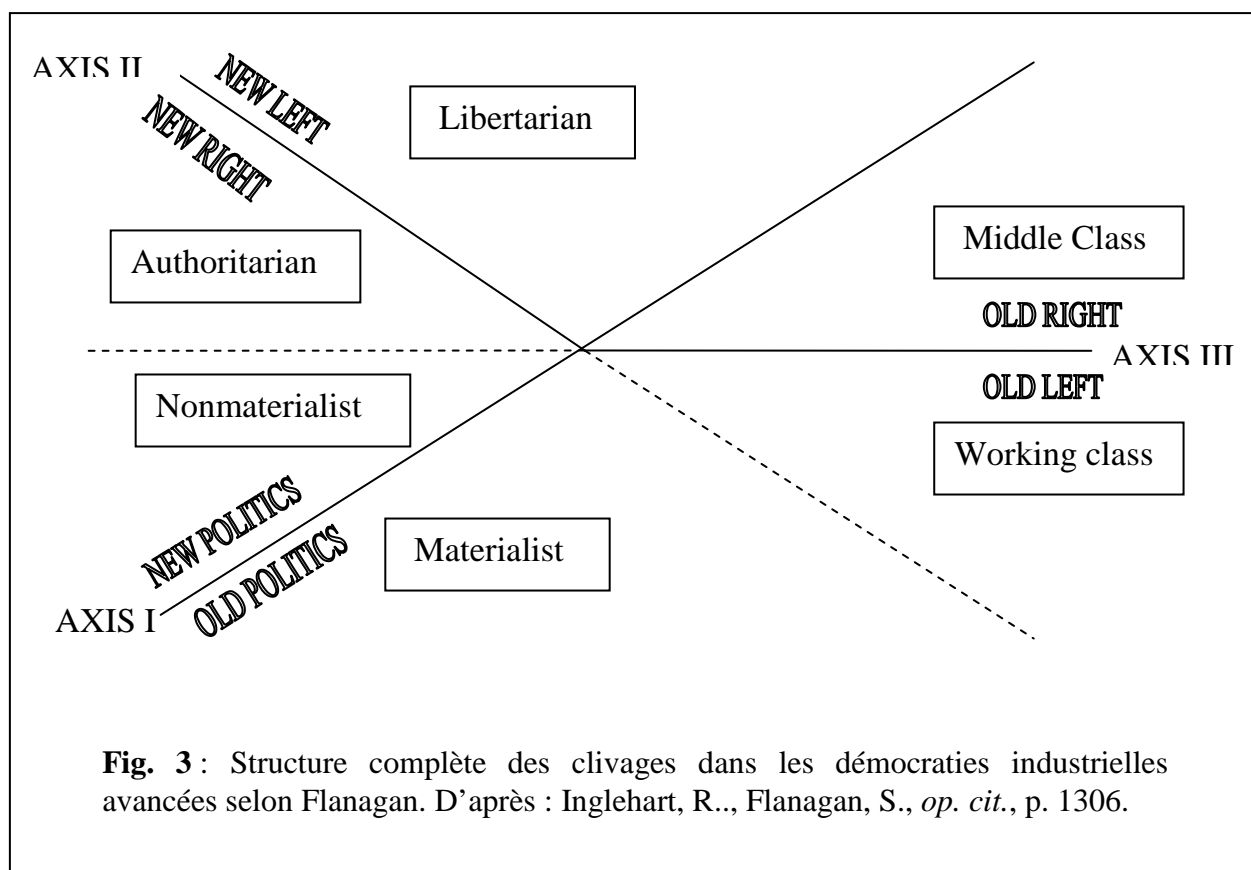 AXIS II
NEW LEFT
NEW RIGHT
Libertarian
Authoritarian
Middle Class
OLD RIGHT
AXIS III
OLD LEFT
Nonmaterialist
Working class
NEW POLITICS
OLD POLITICS
Materialist
AXIS I
Fig. 3 : Structure complète des clivages dans les démocraties industrielles
avancées selon Flanagan. D’après : Inglehart, R.., Flanagan, S., op. cit., p. 1306.